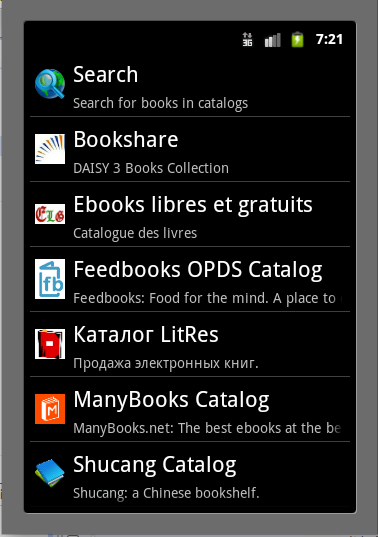 3G 7:21
Search
Search for books in catalogs
Bookshare
DAISY 3 Books Collection
Ebooks libres et gratuits
ELG
Catalogue des livres
Feedbooks OPDS Catalog
fb
Feedbooks: Food for the mind. A place to
Каталог LitRes
Продажа электронных книг.
ManyBooks Catalog
M
ManyBooks.net: The best ebooks at the be
Shucang Catalog
Shucang: a Chinese bookshelf.